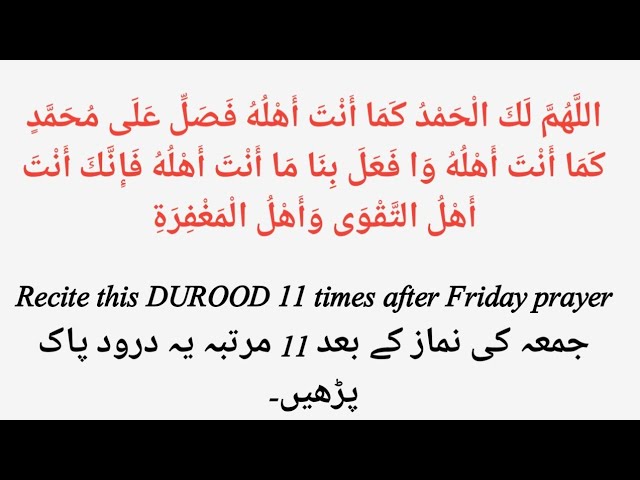 اللَّهُمَّ لَكَ الْحَمْدُ كَمَا أَنْتَ أَهْلُهُ فَصَلِّ عَلَى مُحَمَّدٍ
كَمَا أَنْتَ أَهْلُهُ وَا فَعَلَ بِنَا مَا أَنْتَ أَهْلُهُ فَإِنَّكَ أَنْتَ
أَهْلُ التَّقْوَى وَأَهْلُ الْمَغْفِرَةِ
Recite this DUROOD 11 times after Friday prayer
جمعہ کی نماز کے بعد 11 مرتبہ یہ درود پاک
پڑھیں۔